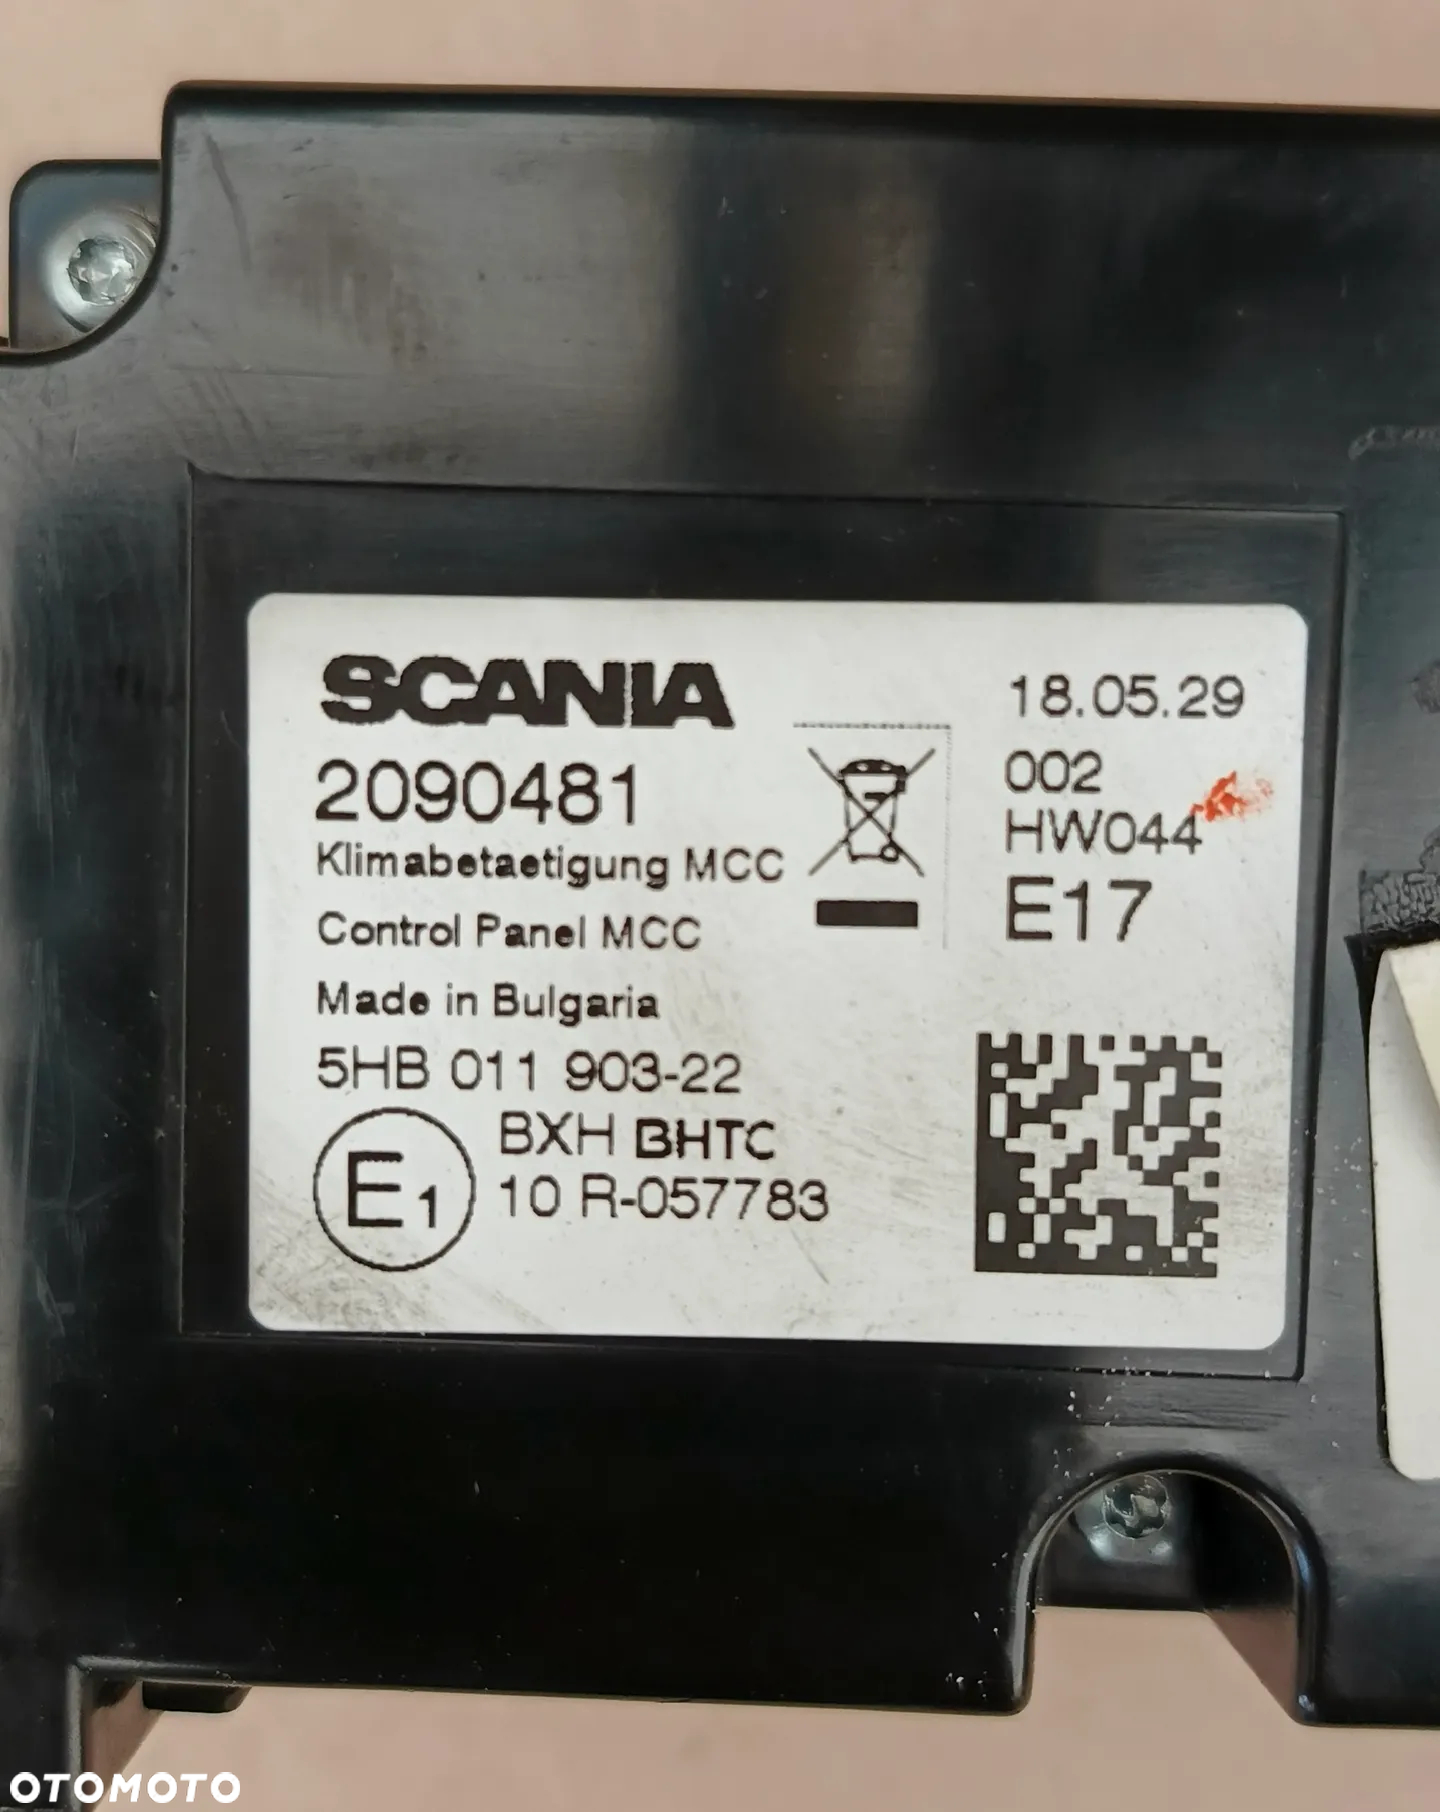 SCANIA
18.05.29
2090481
002
HW044
Klimabetaetigung MCC
E17
Control Panel MCC
Made in Bulgaria
5HB 011 903-22
BXH BHTC
E1
10 R-057783
OTOMOTO